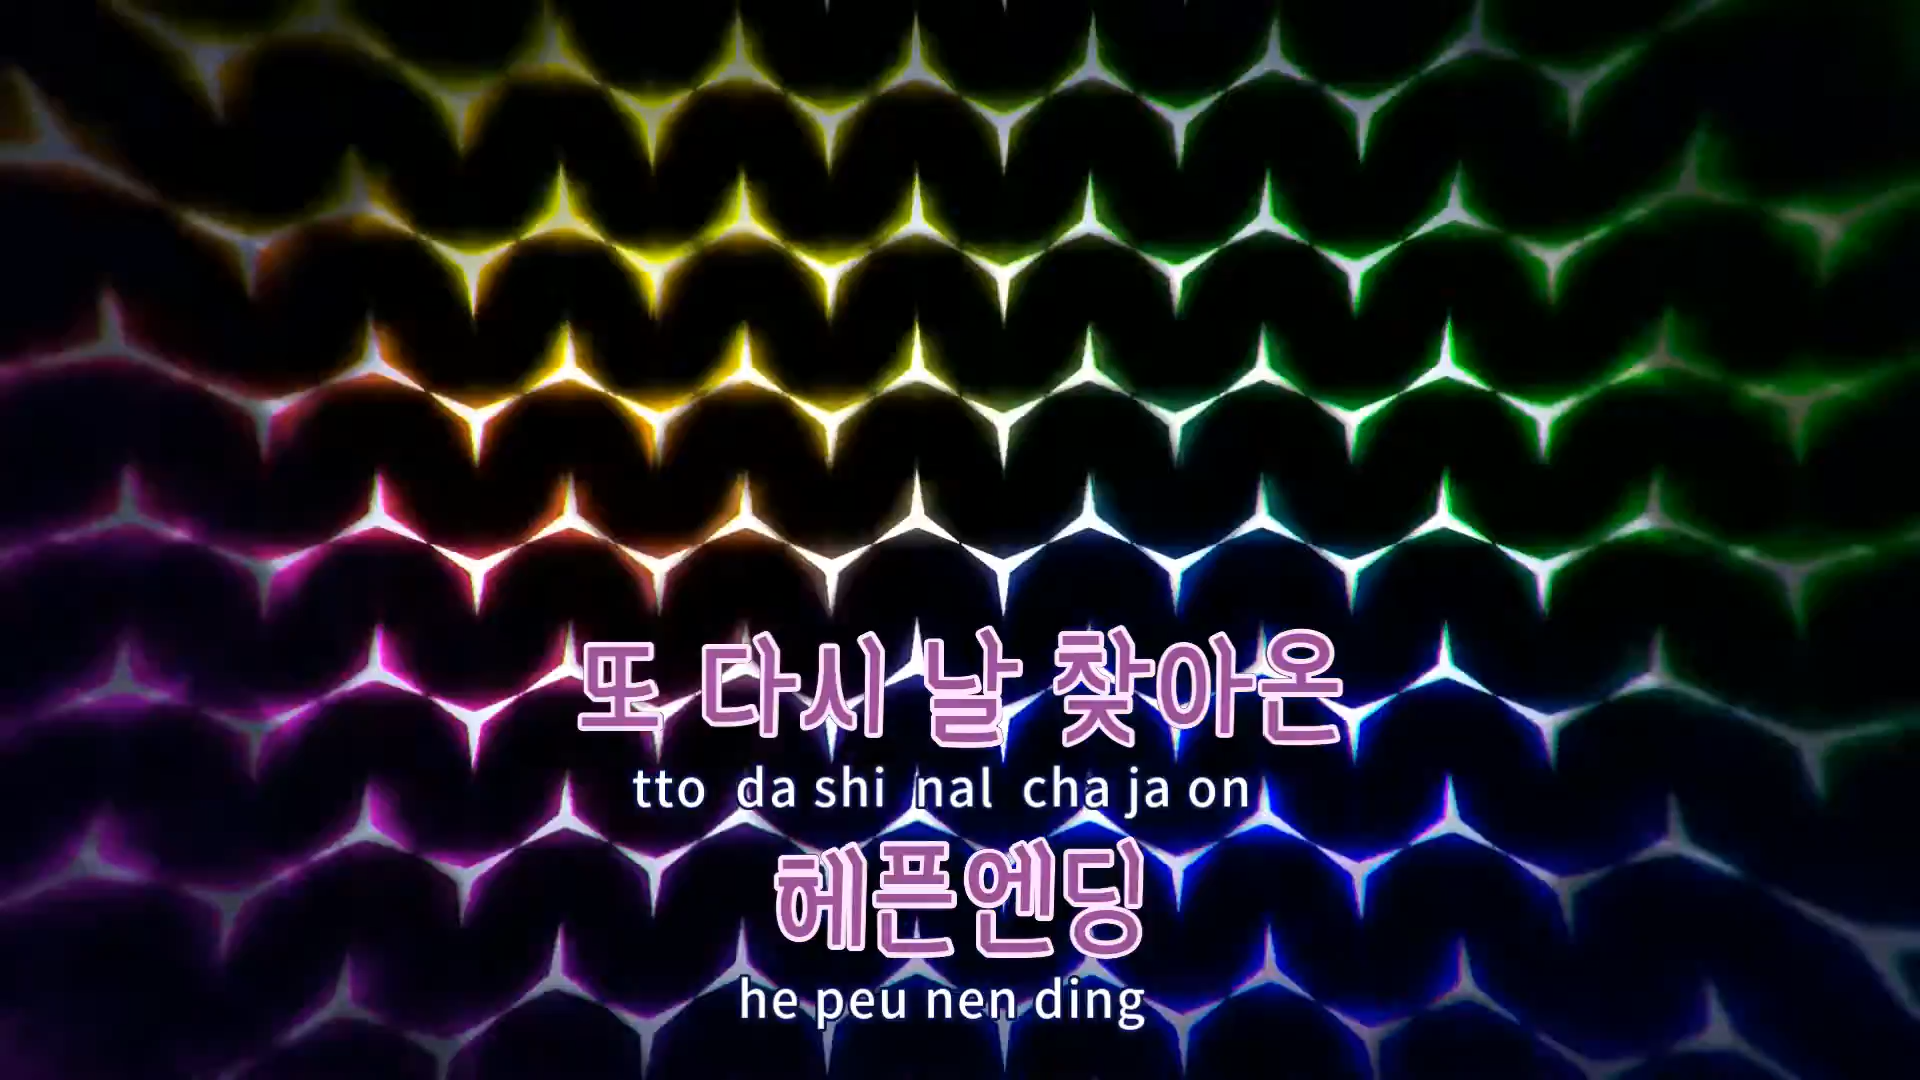 또 다시 날 찾아온
tto da shi nal cha ja on
헤픈엔딩
he peu nen ding